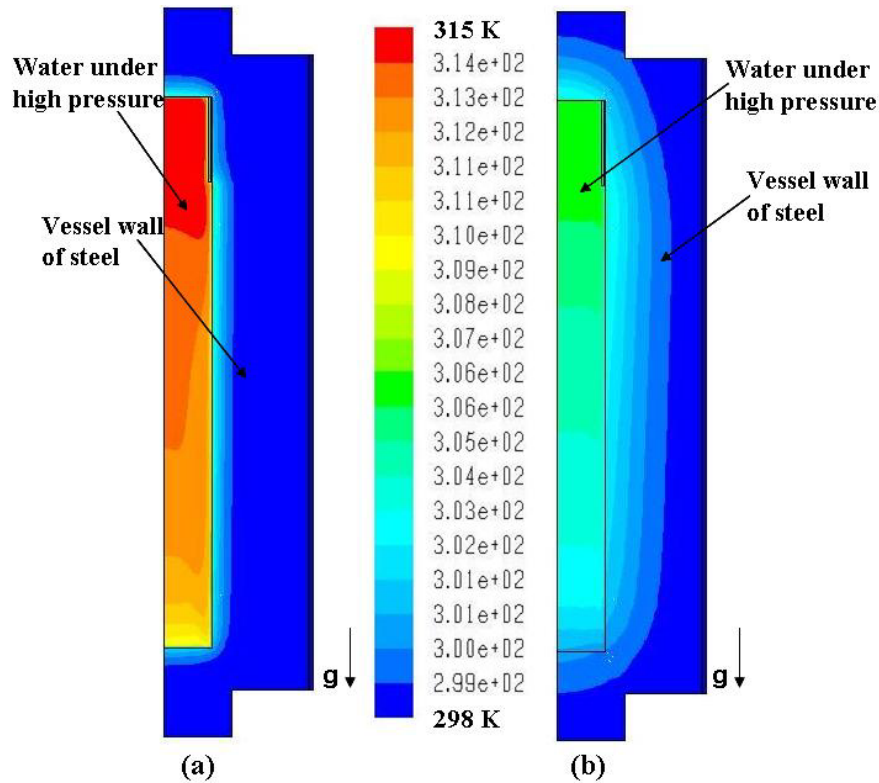 315 K
3.14e+02
3.13e+02
3.12e+02
3.11e+02
3.10e+02
3.09e+02
3.08e+02
3.07e+02
3.06e+02
3.06e+02
3.05e+02
3.04e+02
3.03e+02
3.02e+02
3.01e+02
3.01e+02
3.00e+02
2.99e+02
298 K
Water under
high pressure
Vessel wall
of steel
g
(a)
Water under
high pressure
Vessel wall
of steel
g
(b)